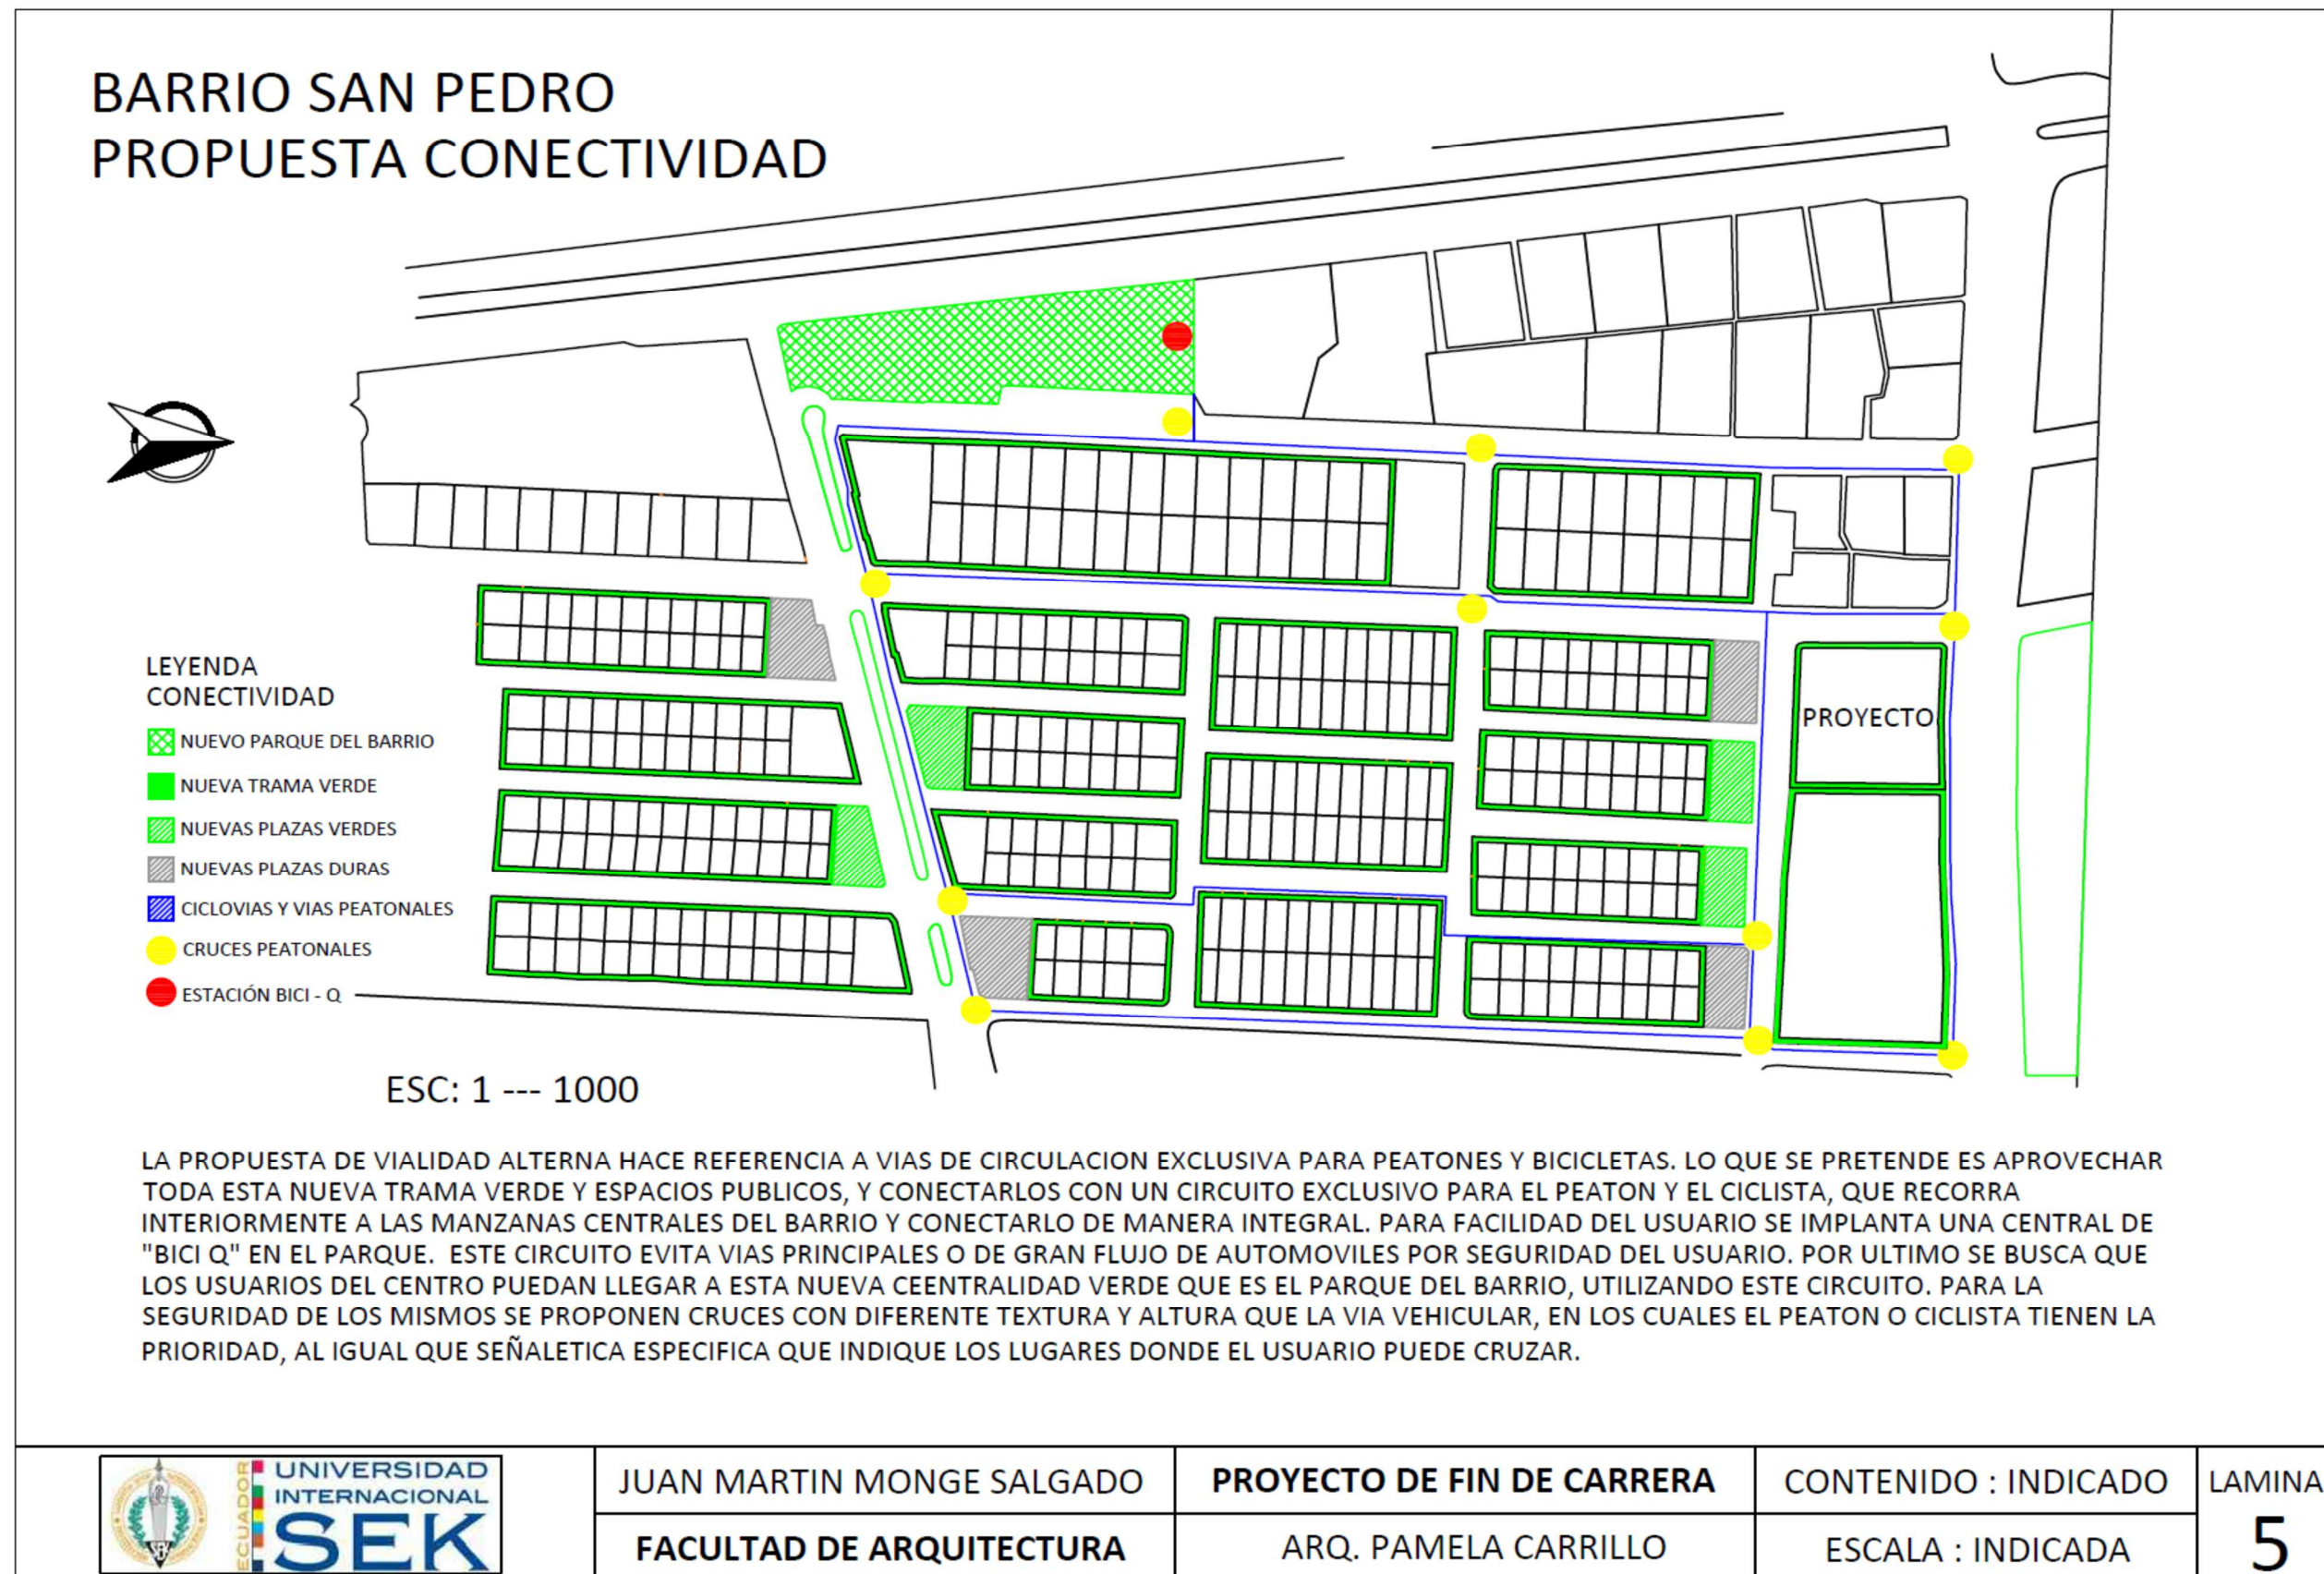 BARRIO SAN PEDRO
PROPUESTA CONECTIVIDAD
PROYECTO
LEYENDA
CONECTIVIDAD
NUEVO PARQUE DEL BARRIO
NUEVA TRAMA VERDE
NUEVAS PLAZAS VERDES
NUEVAS PLAZAS DURAS
CICLOVIAS Y VIAS PEATONALES
CRUCES PEATONALES
ESTACIÓN BICI - Q
ESC: 1 --- 1000
LA PROPUESTA DE VIALIDAD ALTERNA HACE REFERENCIA A VIAS DE CIRCULACION EXCLUSIVA PARA PEATONES Y BICICLETAS. LO QUE SE PRETENDE ES APROVECHAR
TODA ESTA NUEVA TRAMA VERDE Y ESPACIOS PUBLICOS, Y CONECTARLOS CON UN CIRCUITO EXCLUSIVO PARA EL PEATON Y EL CICLISTA, QUE RECORRA
INTERIORMENTE A LAS MANZANAS CENTRALES DEL BARRIO Y CONECTARLO DE MANERA INTEGRAL. PARA FACILIDAD DEL USUARIO SE IMPLANTA UNA CENTRAL DE
"BICI Q" EN EL PARQUE. ESTE CIRCUITO EVITA VIAS PRINCIPALES O DE GRAN FLUJO DE AUTOMOVILES POR SEGURIDAD DEL USUARIO. POR ULTIMO SE BUSCA QUE
LOS USUARIOS DEL CENTRO PUEDAN LLEGAR A ESTA NUEVA CEENTRALIDAD VERDE QUE ES EL PARQUE DEL BARRIO, UTILIZANDO ESTE CIRCUITO. PARA LA
SEGURIDAD DE LOS MISMOS SE PROPONEN CRUCES CON DIFERENTE TEXTURA Y ALTURA QUE LA VIA VEHICULAR, EN LOS CUALES EL PEATON O CICLISTA TIENEN LA
PRIORIDAD, AL IGUAL QUE SEÑALETICA ESPECIFICA QUE INDIQUE LOS LUGARES DONDE EL USUARIO PUEDE CRUZAR.
ECUADOR
UNIVERSIDAD
INTERNACIONAL
SEK
JUAN MARTIN MONGE SALGADO
FACULTAD DE ARQUITECTURA
PROYECTO DE FIN DE CARRERA
ARQ. PAMELA CARRILLO
CONTENIDO : INDICADO
ESCALA : INDICADA
LAMINA
5